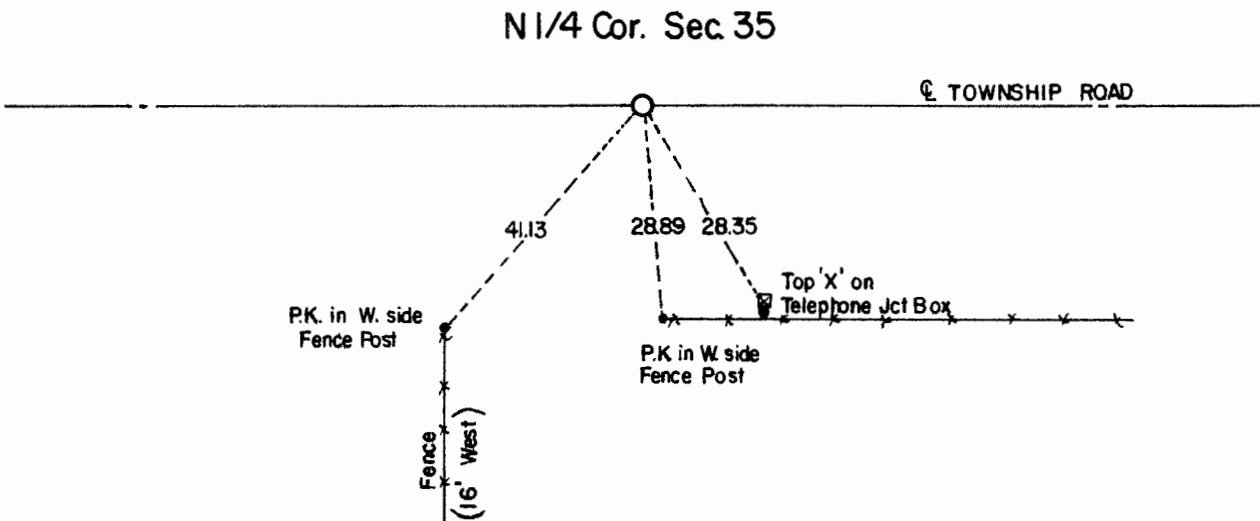 N 1/4 Cor. Sec. 35
℄ TOWNSHIP ROAD
41.13
28.89
28.35
Top 'X' on
Telephone Jct Box
P.K. in W. side
Fence Post
P.K. in W. side
Fence Post
Fence
(16' West)